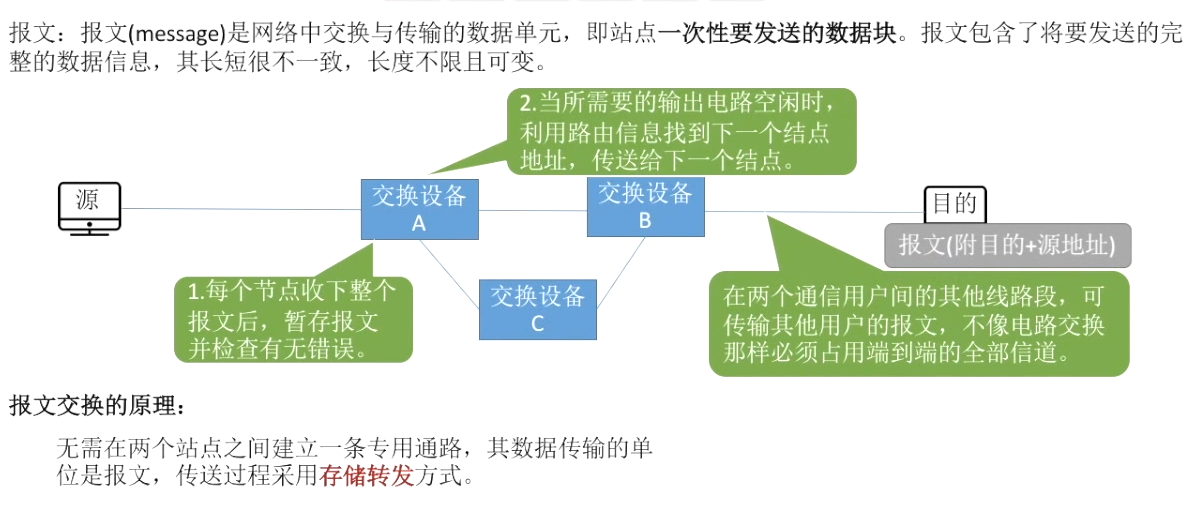 报文：报文(message)是网络中交换与传输的数据单元，即站点一次性要发送的数据块。报文包含了将要发送的完
整的数据信息，其长短很不一致，长度不限且可变。
2.当所需要的输出电路空闲时，
利用路由信息找到下一个结点
地址，传送给下一个结点。
源
交换设备
A
交换设备
B
目的
报文(附目的+源地址)
1.每个节点收下整个
报文后，暂存报文
并检查有无错误。
交换设备
C
在两个通信用户间的其他线路段，可
传输其他用户的报文，不像电路交换
那样必须占用端到端的全部信道。
报文交换的原理：
无需在两个站点之间建立一条专用通路，其数据传输的单
位是报文，传送过程采用存储转发方式。